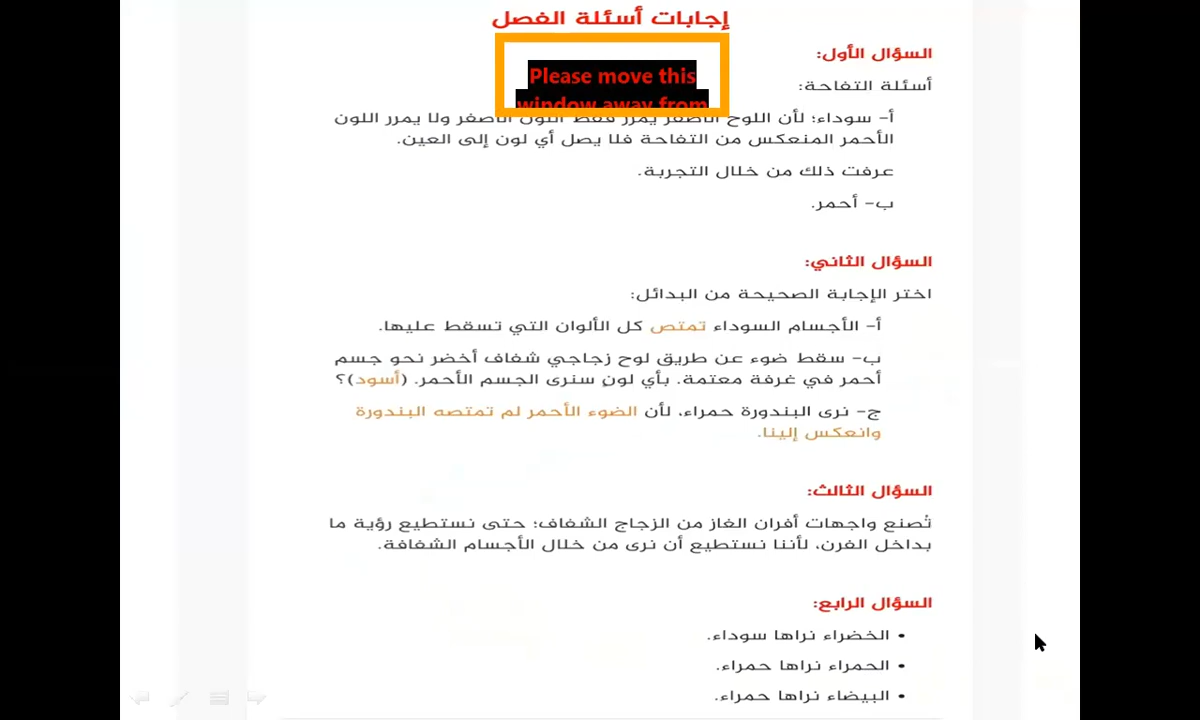 إجابات أسئلة الفصل
السؤال الأول:
Please move this
window away from
أسئلة التفاحة:
أ- سوداء؛ لأن اللوح الأصفر يمرر فقط اللون الأصفر ولا يمرر اللون
الأحمر المنعكس من التفاحة فلا يصل أي لون إلى العين.
عرفت ذلك من خلال التجربة.
ب- أحمر.
السؤال الثاني:
اختر الإجابة الصحيحة من البدائل:
أ- الأجسام السوداء تمتص كل الألوان التي تسقط عليها.
ب- سقط ضوء عن طريق لوح زجاجي شفاف أخضر نحو جسم
أحمر في غرفة معتمة. بأي لونٍ سنرى الجسم الأحمر. (أسود)؟
ج- نرى البندورة حمراء، لأن الضوء الأحمر لم تمتصه البندورة
وانعكس إلينا.
السؤال الثالث:
تُصنع واجهات أفران الغاز من الزجاج الشفاف؛ حتى نستطيع رؤية ما
بداخل الفرن، لأننا نستطيع أن نرى من خلال الأجسام الشفافة.
السؤال الرابع:
• الخضراء نراها سوداء.
• الحمراء نراها حمراء.
• البيضاء نراها حمراء.